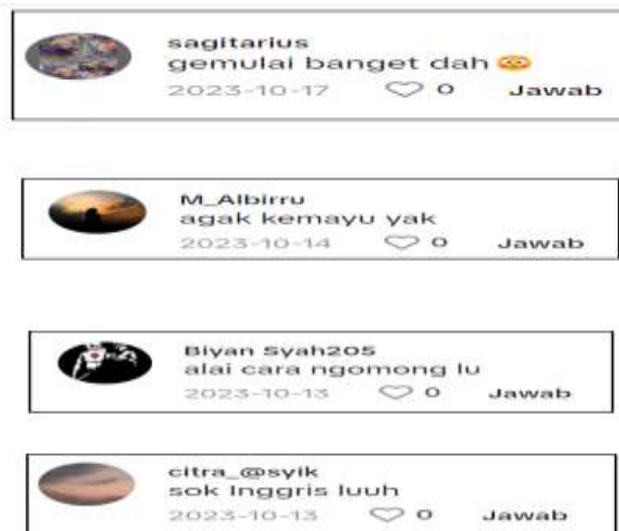 sagitarius
gemulai banget dah 😳
2023-10-17 0 Jawab
M_Albirru
agak kemayu yak
2023-10-14 0 Jawab
Biyan Syah205
alai cara ngomong lu
2023-10-13 0 Jawab
citra_@syik
sok Inggris luuh
2023-10-13 0 Jawab